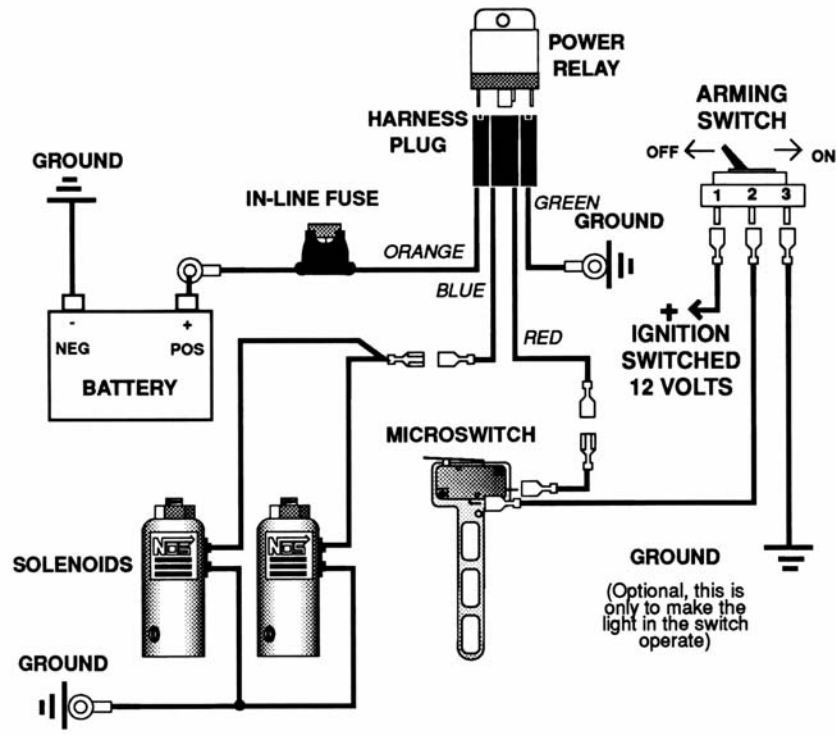 POWER
RELAY
HARNESS
PLUG
ARMING
SWITCH
OFF
ON
1 2 3
GROUND
IN-LINE FUSE
ORANGE
GREEN
GROUND
BLUE
RED
- +
NEG POS
BATTERY
+
IGNITION
SWITCHED
12 VOLTS
MICROSWITCH
NOS
NOS
SOLENOIDS
GROUND
(Optional, this is
only to make the
light in the switch
operate)
GROUND